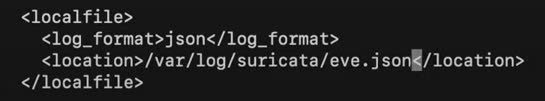 <localfile>
<log_format>json</log_format>
<location>/var/log/suricata/eve.json</location>
</localfile>